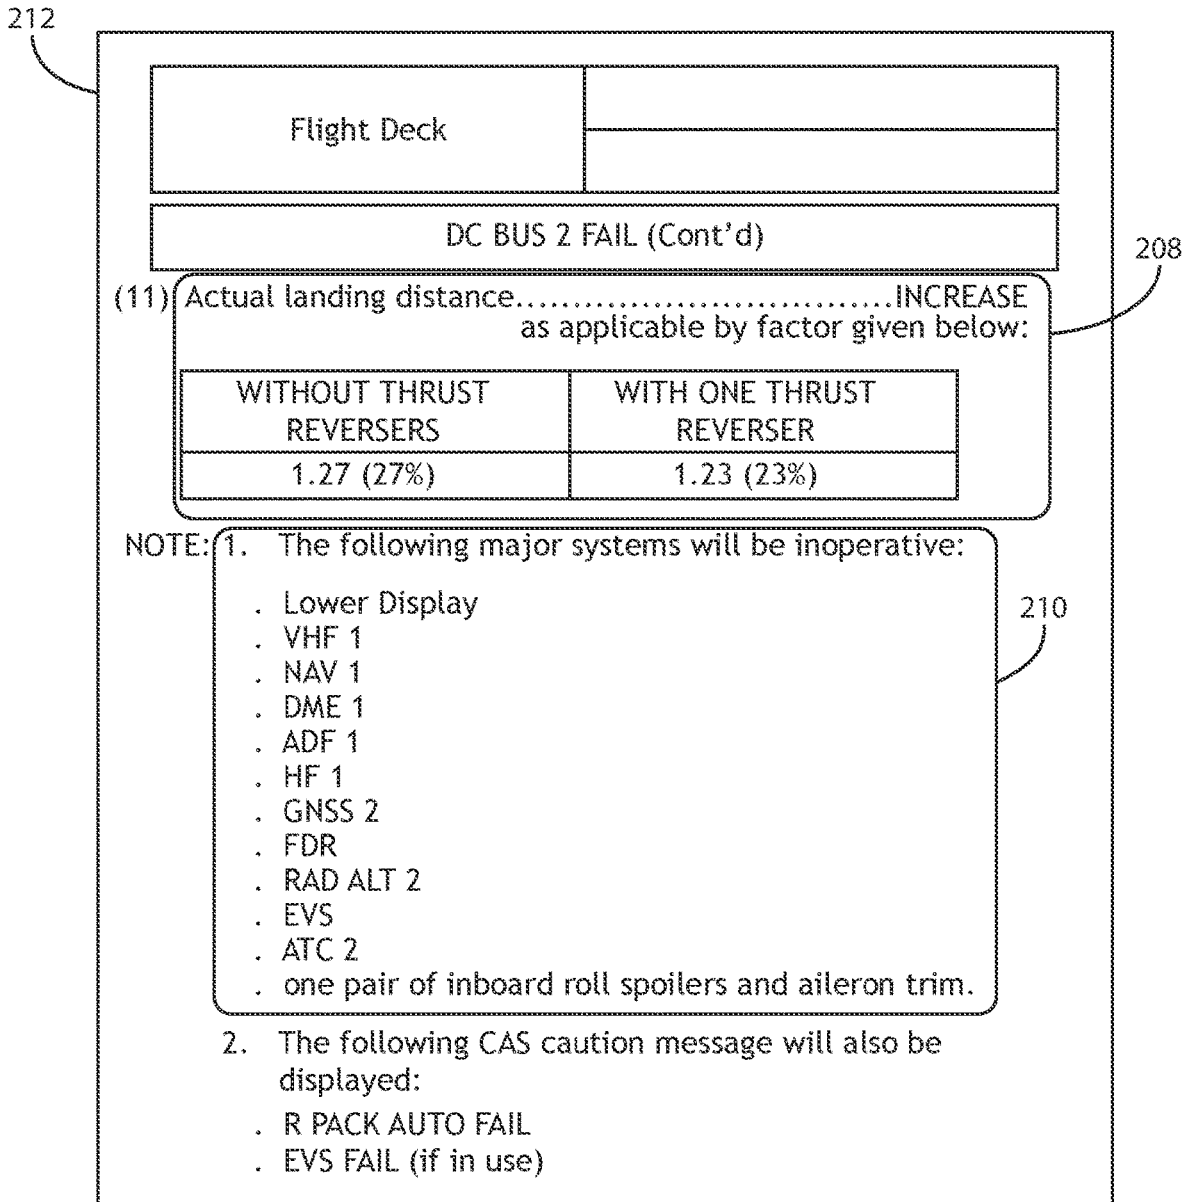 212
Flight Deck
DC BUS 2 FAIL (Cont'd)
208
(11) Actual landing distance................................INCREASE
as applicable by factor given below:
WITHOUT THRUST
REVERSERS
WITH ONE THRUST
REVERSER
1.27 (27%)
1.23 (23%)
NOTE: 1. The following major systems will be inoperative:
. Lower Display
210
. VHF 1
. NAV 1
. DME 1
. ADF 1
. HF 1
. GNSS 2
. FDR
. RAD ALT 2
. EVS
. ATC 2
. one pair of inboard roll spoilers and aileron trim.
2. The following CAS caution message will also be
displayed:
. R PACK AUTO FAIL
. EVS FAIL (if in use)